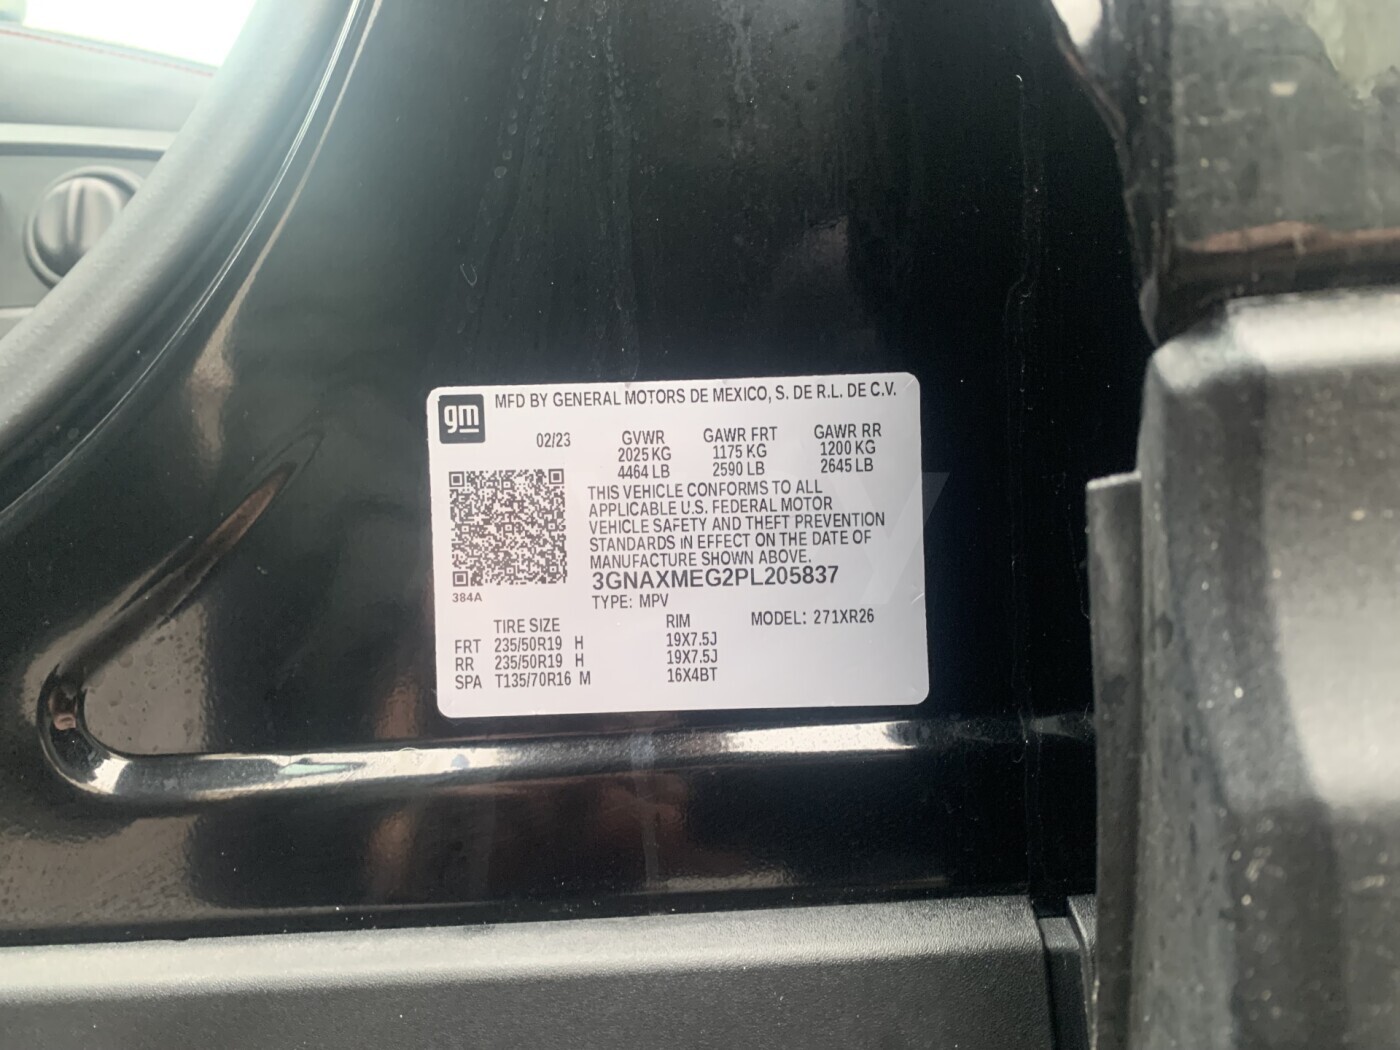 gm
MFD BY GENERAL MOTORS DE MEXICO, S. DE R.L. DE C.V.
02/23 GVWR GAWR FRT GAWR RR
2025 KG 1175 KG 1200 KG
4464 LB 2590 LB 2645 LB
THIS VEHICLE CONFORMS TO ALL
APPLICABLE U.S. FEDERAL MOTOR
VEHICLE SAFETY AND THEFT PREVENTION
STANDARDS IN EFFECT ON THE DATE OF
MANUFACTURE SHOWN ABOVE.
3GNAXMEG2PL205837
384A
TYPE: MPV
MODEL: 271XR26
TIRE SIZE RIM
FRT 235/50R19 H 19X7.5J
RR 235/50R19 H 19X7.5J
SPA T135/70R16 M 16X4BT